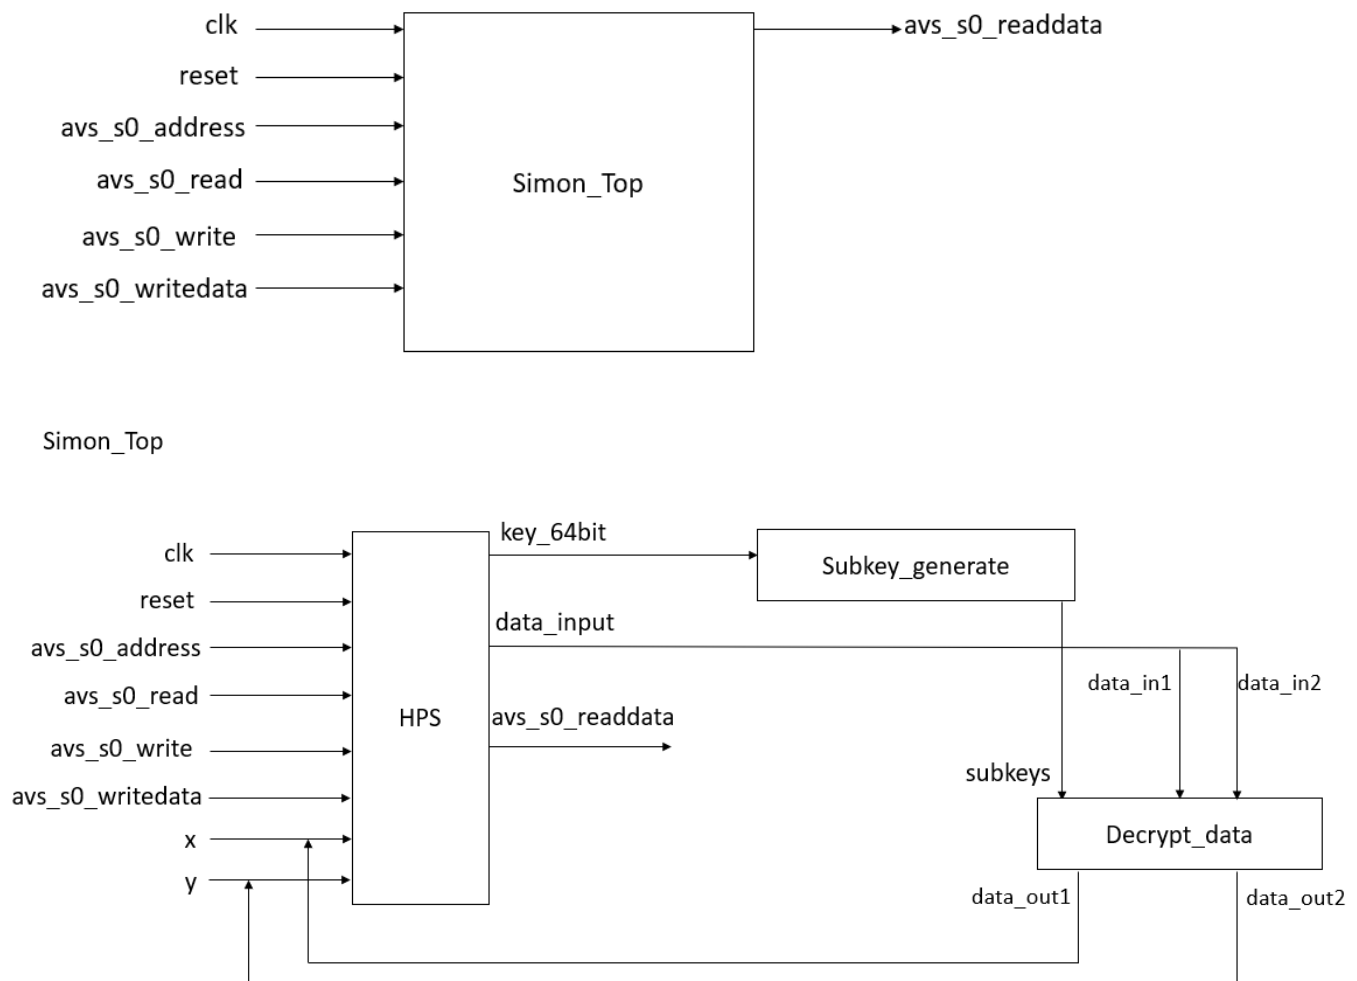 clk
avs_s0_readdata
reset
avs_s0_address
avs_s0_read
Simon_Top
avs_s0_write
avs_s0_writedata
Simon_Top
key_64bit
clk
Subkey_generate
reset
data_input
avs_s0_address
data_in1
data_in2
avs_s0_read
HPS
avs_s0_readdata
avs_s0_write
subkeys
avs_s0_writedata
Decrypt_data
x
y
data_out1
data_out2